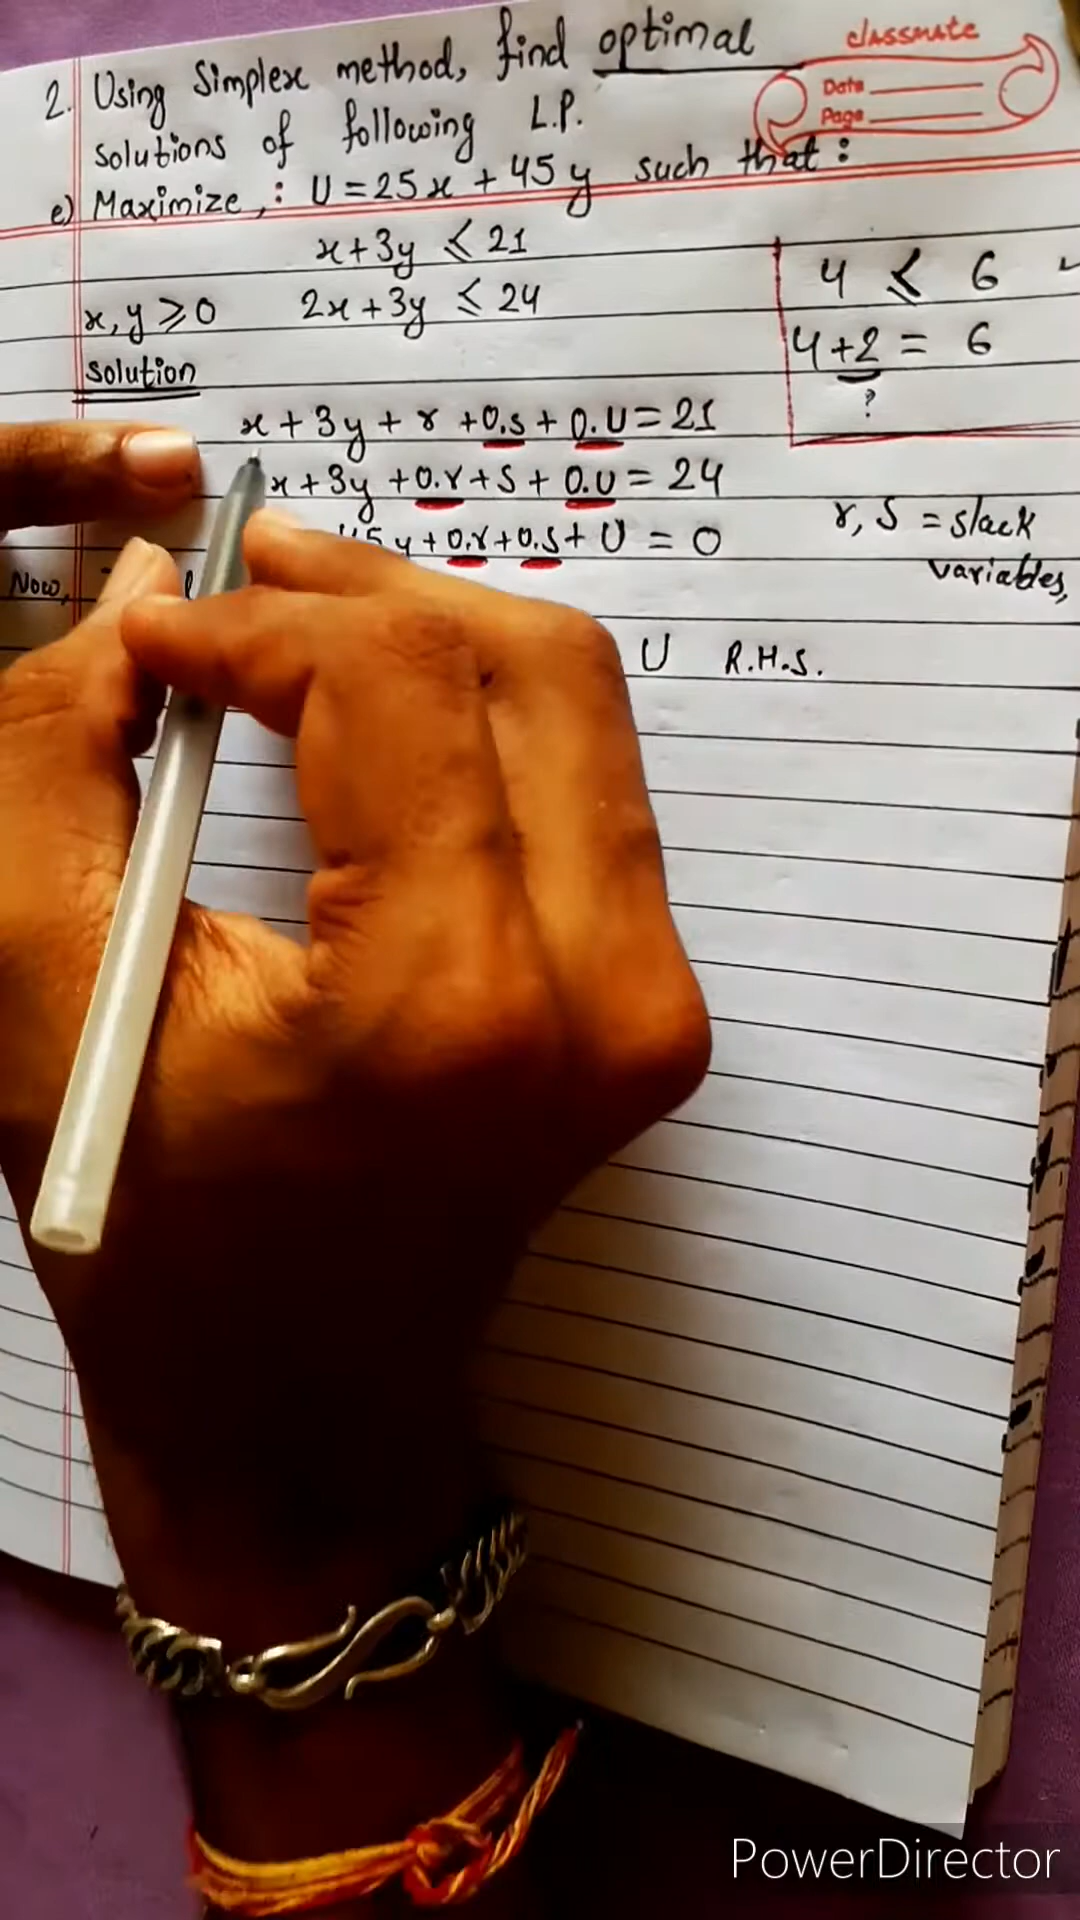 classmate
Date
Page
2. Using Simplex method, find optimal
solutions of following L.P.
e) Maximize,: U = 25x + 45y such that:
x + 3y ≤ 21
x, y ≥ 0 2x + 3y ≤ 24
4 ≤ 6
4 + 2 = 6
?
Solution
x + 3y + r + 0.s + 0.U = 21
x + 3y + 0.r + s + 0.U = 24
45y + 0.r + 0.s + U = 0
r, s = slack
variables,
Now,
U R.H.S.
PowerDirector